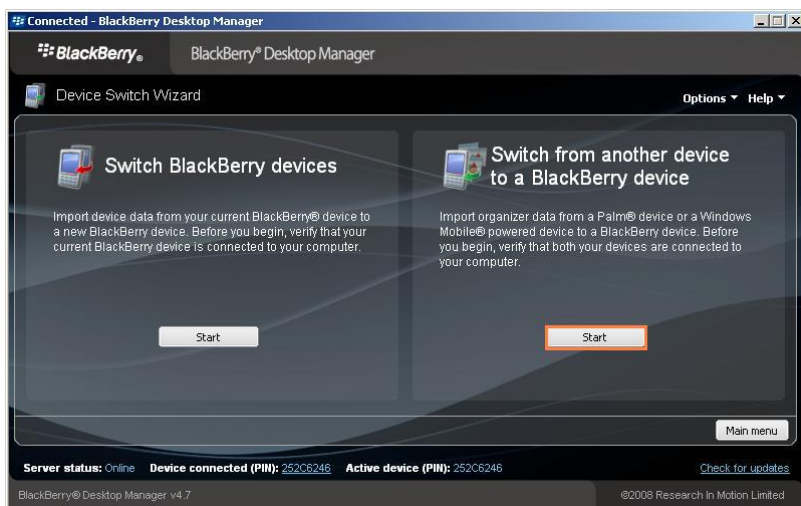 Connected - BlackBerry Desktop Manager
BlackBerry® BlackBerry® Desktop Manager
Device Switch Wizard Options Help
Switch BlackBerry devices
Import device data from your current BlackBerry® device to
a new BlackBerry device. Before you begin, verify that your
current BlackBerry device is connected to your computer.
Start
Switch from another device
to a BlackBerry device
Import organizer data from a Palm® device or a Windows
Mobile® powered device to a BlackBerry device. Before
you begin, verify that both your devices are connected to
your computer.
Start
Main menu
Server status: Online Device connected (PIN): 252C6246 Active device (PIN): 252C6246 Check for updates
BlackBerry® Desktop Manager v4.7 ©2008 Research In Motion Limited